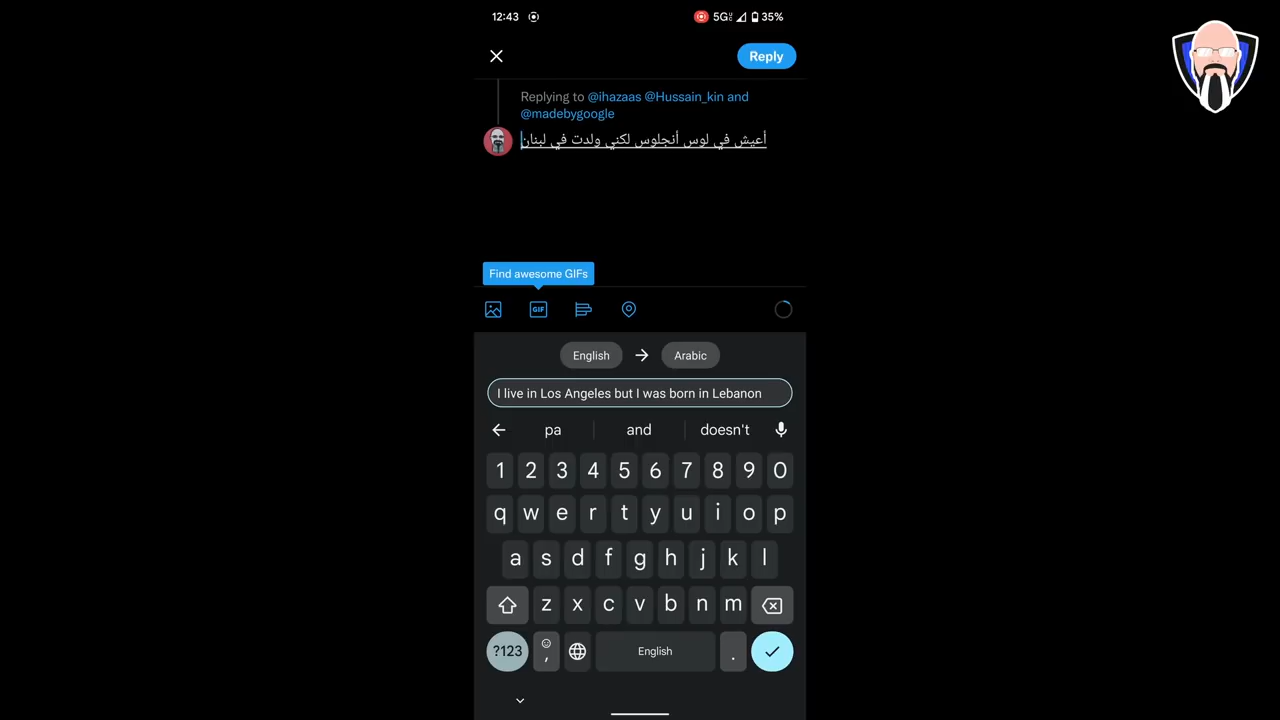 12:43 5G 35%
Reply
Replying to @ihazaas @Hussain_kin and
@madebygoogle
أعيش في لوس أنجلوس لكني ولدت في لبنان
Find awesome GIFs
GIF
English → Arabic
I live in Los Angeles but I was born in Lebanon
pa and doesn't
1 2 3 4 5 6 7 8 9 0
q w e r t y u i o p
a s d f g h j k l
z x c v b n m
?123 , English .